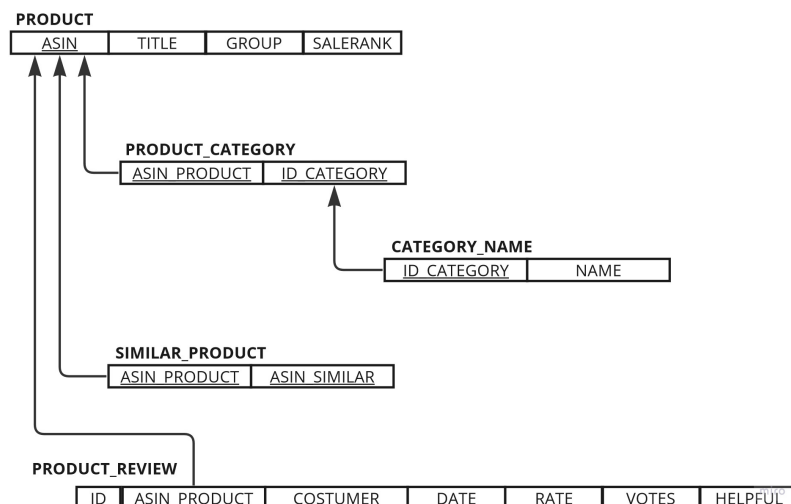 PRODUCT
ASIN TITLE GROUP SALERANK
PRODUCT_CATEGORY
ASIN_PRODUCT ID_CATEGORY
CATEGORY_NAME
ID_CATEGORY NAME
SIMILAR_PRODUCT
ASIN_PRODUCT ASIN_SIMILAR
PRODUCT_REVIEW
ID ASIN_PRODUCT COSTUMER DATE RATE VOTES HELPFUL
miro